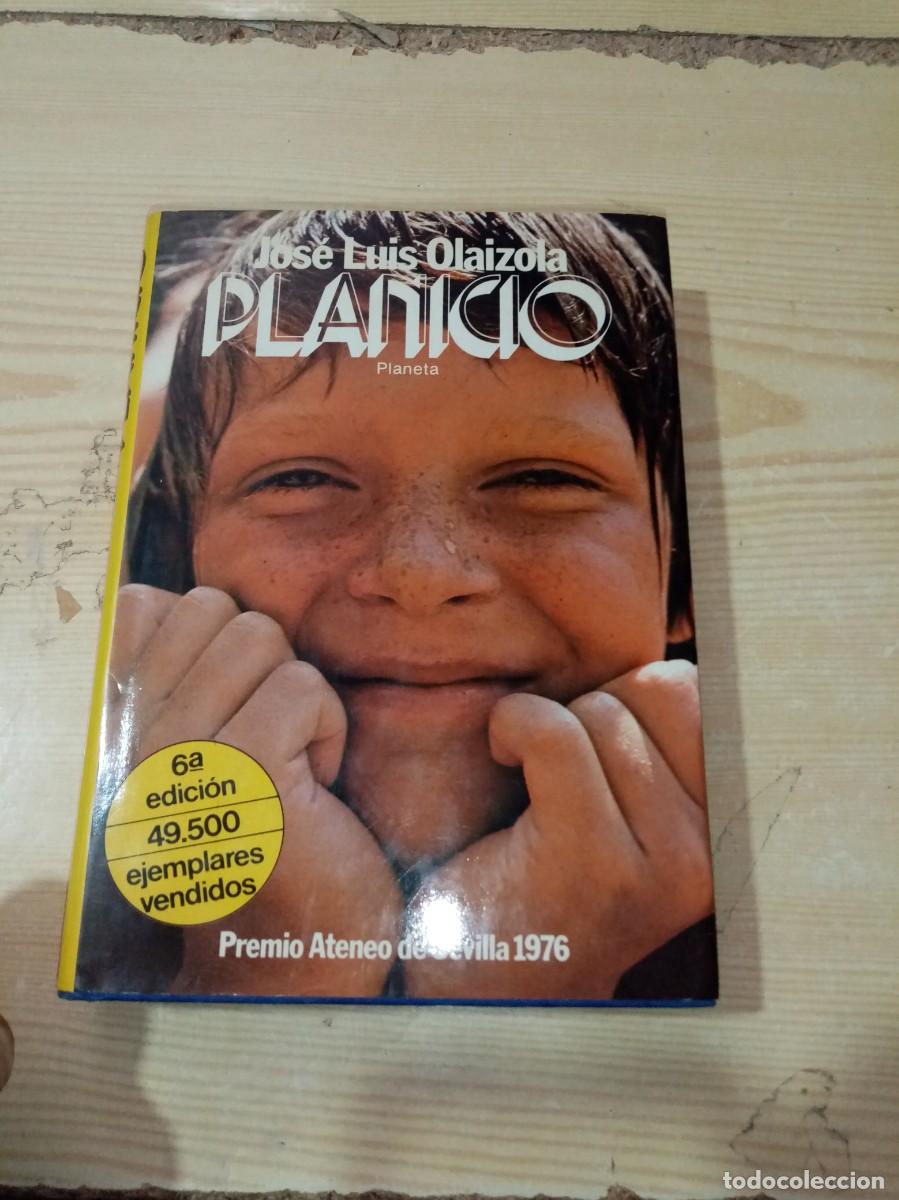 José Luis Olaizola
PLANICIO
Planeta
6ª
edición
49.500
ejemplares
vendidos
Premio Ateneo de Sevilla 1976
todocoleccion